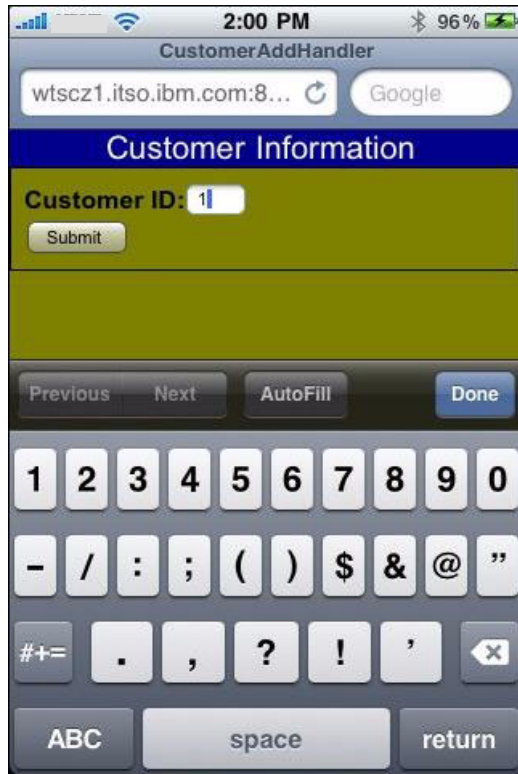 2:00 PM 96%
CustomerAddHandler
wtscz1.itso.ibm.com:8... Google
Customer Information
Customer ID: 1
Submit
Previous Next AutoFill Done
1 2 3 4 5 6 7 8 9 0
- / : ; ( ) $ & @ ”
#+= . , ? ! ’
ABC space return